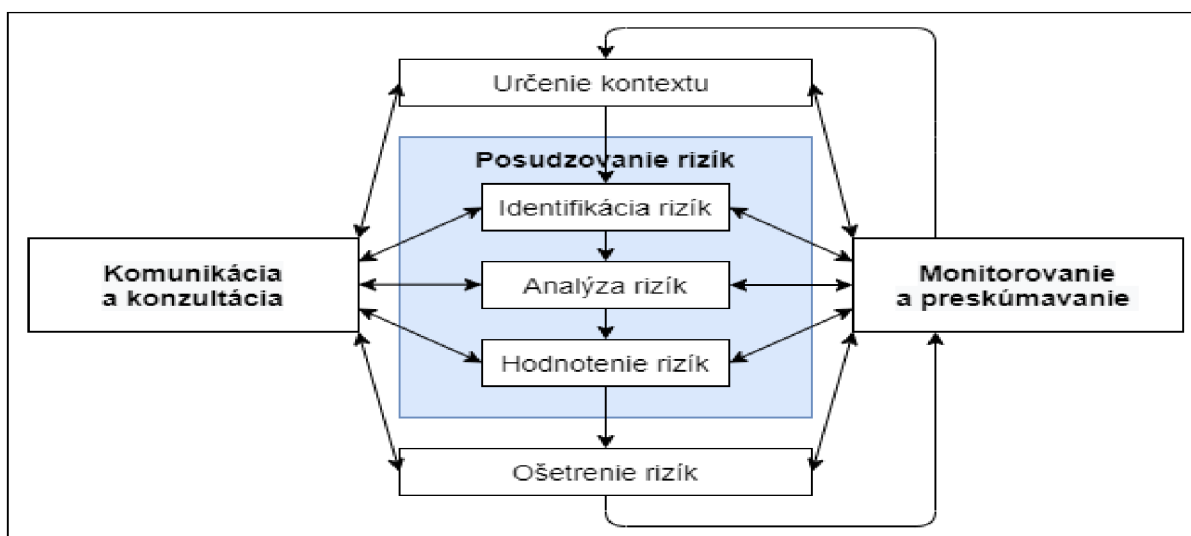 Určenie kontextu
Posudzovanie rizík
Identifikácia rizík
Komunikácia
a konzultácia
Analýza rizík
Monitorovanie
a preskúmavanie
Hodnotenie rizík
Ošetrenie rizík